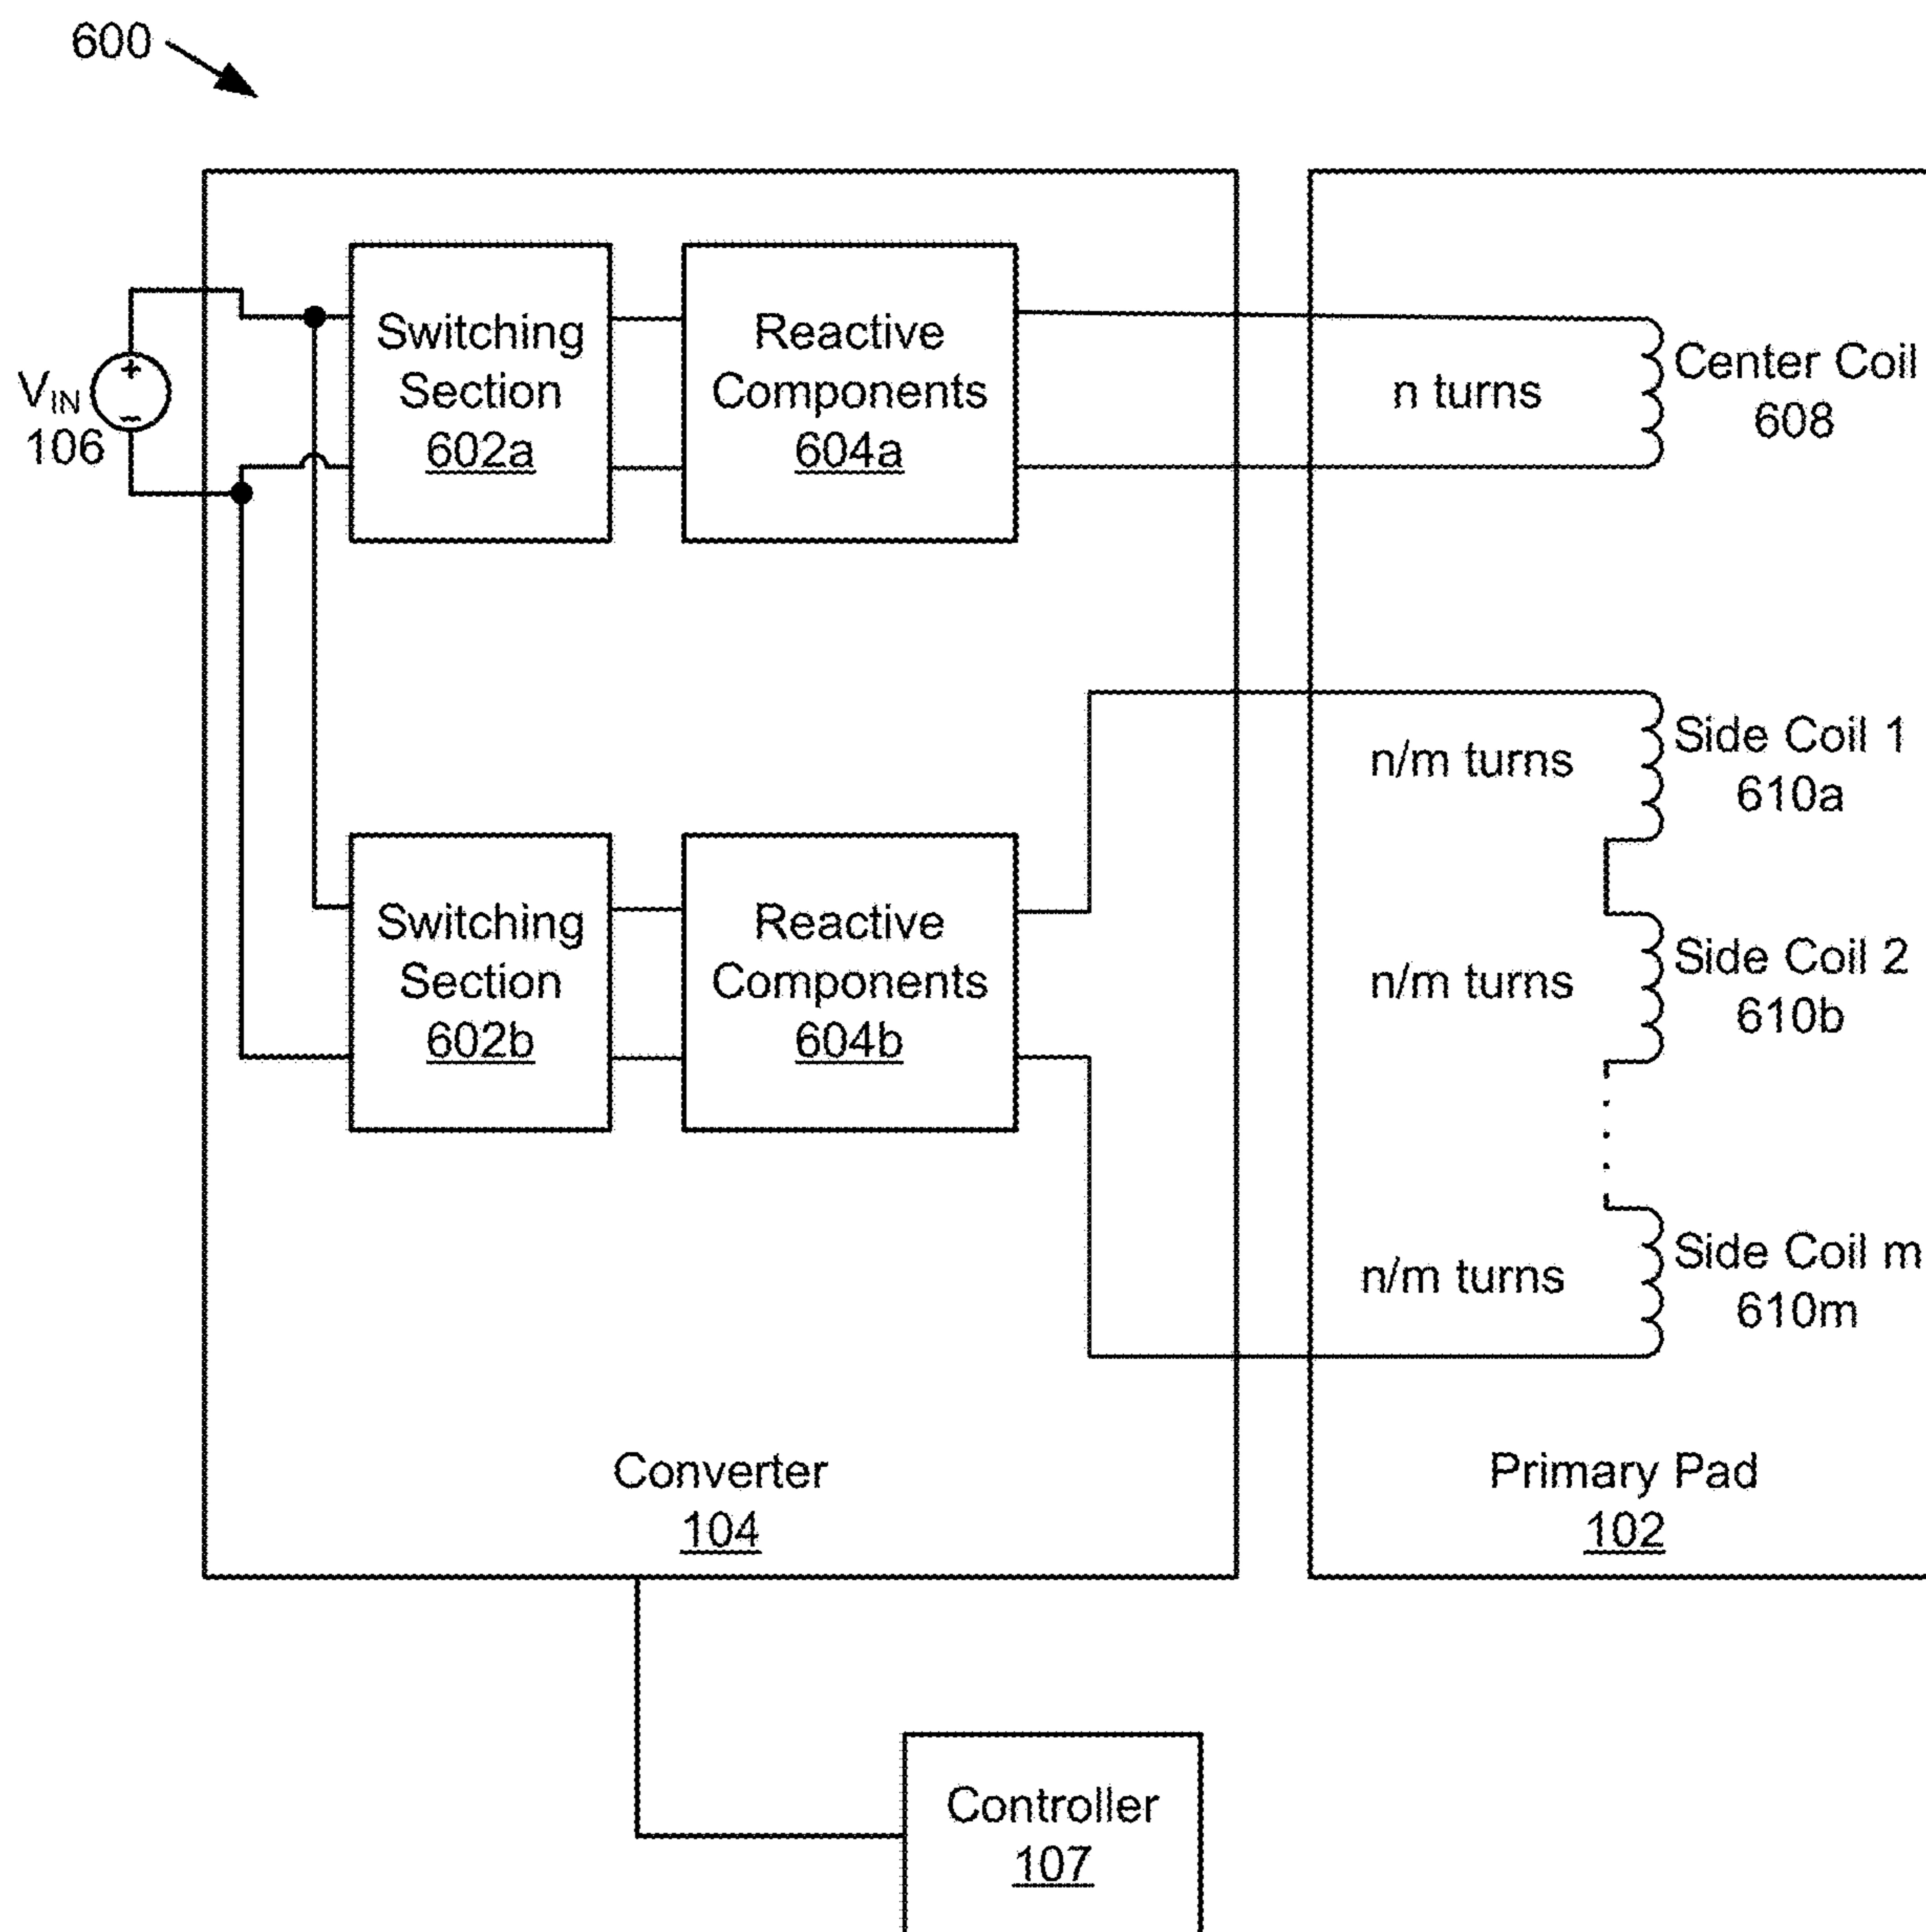 600
Switching
Section
602a
Reactive
Components
604a
n turns
Center Coil
608
+
VIN
−
106
n/m turns
Side Coil 1
610a
Switching
Section
602b
Reactive
Components
604b
n/m turns
Side Coil 2
610b
n/m turns
Side Coil m
610m
Converter
104
Primary Pad
102
Controller
107